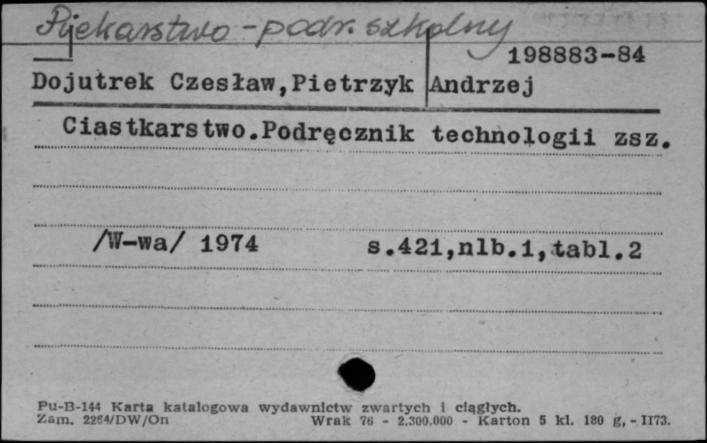 Piekarstwo - podr. szkolny
198883-84
Dojutrek Czesław,Pietrzyk Andrzej
Ciastkarstwo.Podręcznik technologii zsz.
/W-wa/ 1974 s.421,nlb.1,tabl.2
Pu-B-144 Karta katalogowa wydawnictw zwartych i ciągłych.
Zam. 2264/DW/On Wrak 76 - 2.300.000 - Karton 5 kl. 180 g, - II73.